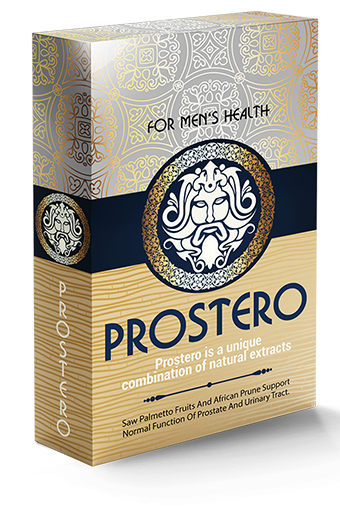 FOR MEN'S HEALTH
PROSTERO
Prostero is a unique
combination of natural extracts
Saw Palmetto Fruits And African Prune Support
Normal Function Of Prostate And Urinary Tract.
PROSTERO